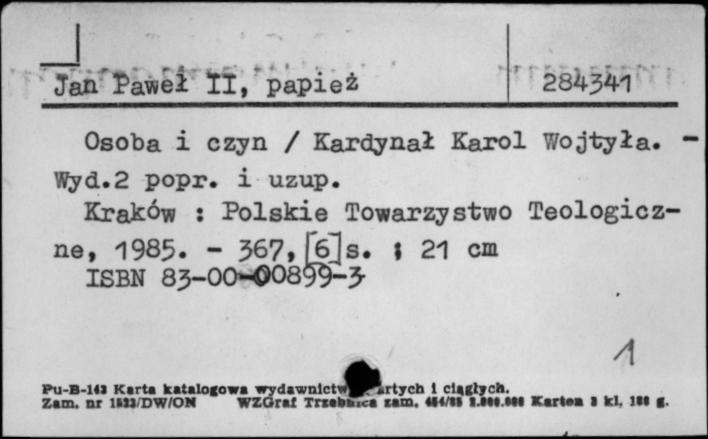 Jan Paweł II, papież 284341
Osoba i czyn / Kardynał Karol Wojtyła. -
Wyd.2 popr. i uzup.
Kraków : Polskie Towarzystwo Teologicz-
ne, 1985. - 367, [6] s. ; 21 cm
ISBN 83-00-00899-3
1
Pu-B-143 Karta katalogowa wydawnictw zwartych i ciągłych.
Zam. nr 1523/DW/ON WZGraf Trzebnica zam. Karton 3 kl.